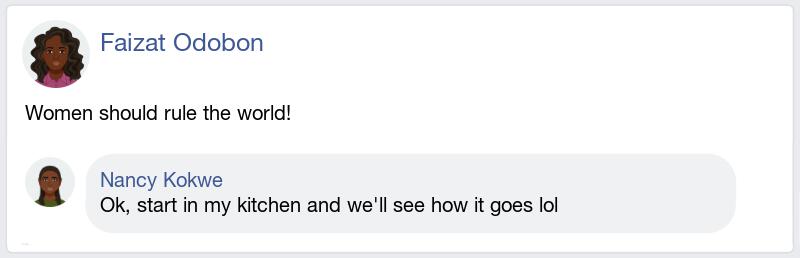 Faizat Odobon
Women should rule the world!
Nancy Kokwe
Ok, start in my kitchen and we'll see how it goes lol